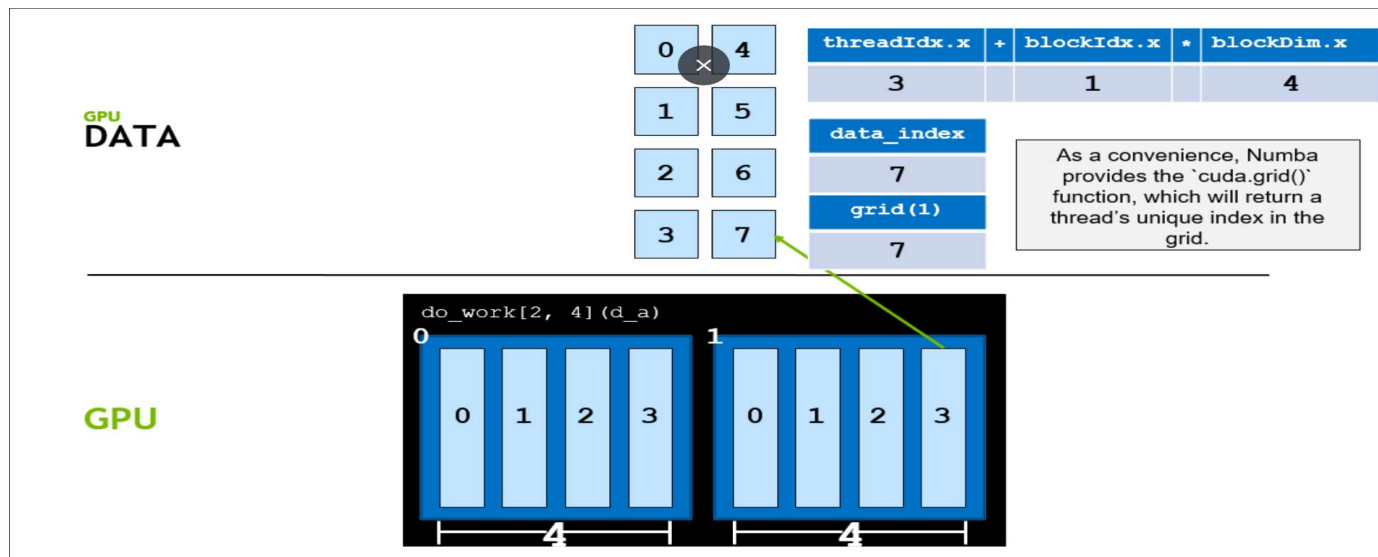 0 4
1 5
2 6
3 7
GPU
DATA
threadIdx.x + blockIdx.x * blockDim.x
3 1 4
data_index
7
grid(1)
7
As a convenience, Numba
provides the `cuda.grid()`
function, which will return a
thread's unique index in the
grid.
do_work[2, 4](d_a)
0 1
GPU
0 1 2 3 0 1 2 3
4 4